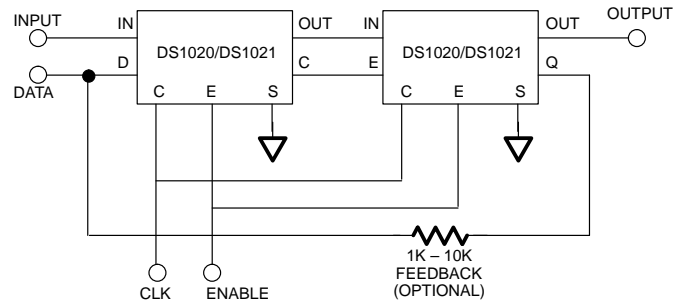 INPUT
IN
OUT
IN
OUT
OUTPUT
DS1020/DS1021
DS1020/DS1021
D
C
E
Q
DATA
C
E
S
C
E
S
1K – 10K
FEEDBACK
(OPTIONAL)
CLK
ENABLE